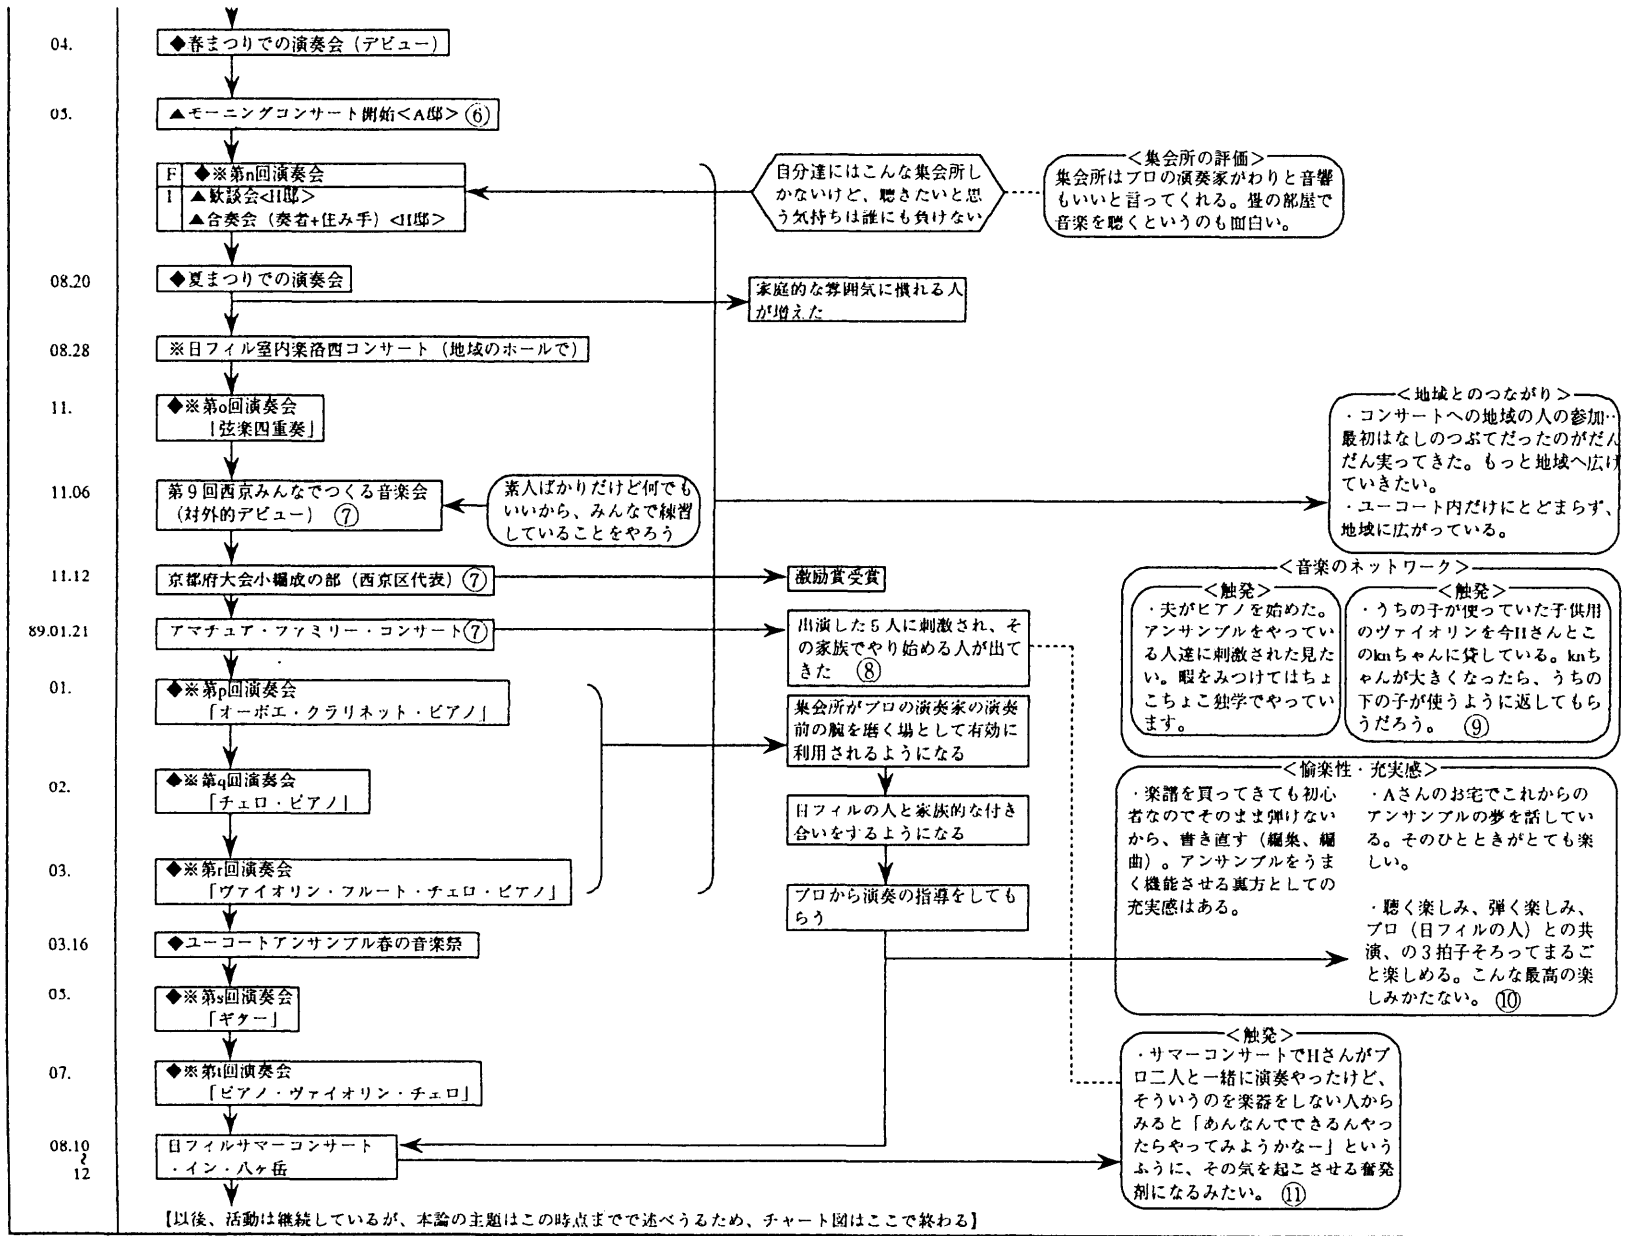 04.
◆春まつりでの演奏会（デビュー）
05.
▲モーニングコンサート開始<A邸>⑥
F ◆※第n回演奏会
1 ▲歓談会<H邸>
▲合奏会（奏者+住み手）<H邸>
自分達にはこんな集会所し
かないけど、聴きたいと思
う気持ちは誰にも負けない
＜集会所の評価＞
集会所はプロの演奏家がわりと音響
もいいと言ってくれる。畳の部屋で
音楽を聴くというのも面白い。
08.20
◆夏まつりでの演奏会
家庭的な雰囲気に慣れる人
が増えた
08.28
※日フィル室内楽洛西コンサート（地域のホールで）
11.
◆※第o回演奏会
「弦楽四重奏」
＜地域とのつながり＞
・コンサートへの地域の人の参加…
最初はなしのつぶてだったのがだん
だん実ってきた。もっと地域へ広げ
ていきたい。
・ユーコート内だけにとどまらず、
地域に広がっている。
11.06
第９回西京みんなでつくる音楽会
（対外的デビュー） ⑦
素人ばかりだけど何でも
いいから、みんなで練習
していることをやろう
11.12
京都府大会小編成の部（西京区代表）⑦
激励賞受賞
89.01.21
アマチュア・ファミリー・コンサート⑦
出演した５人に刺激され、そ
の家族でやり始める人が出て
きた ⑧
＜音楽のネットワーク＞
＜触発＞
・夫がピアノを始めた。
アンサンブルをやってい
る人達に刺激された見た
い。暇をみつけてはちょ
こちょこ独学でやってい
ます。
＜触発＞
・うちの子が使っていた子供用
のヴァイオリンを今Hさんとこ
のknちゃんに貸している。knち
ゃんが大きくなったら、うちの
下の子が使うように返してもら
うだろう。 ⑨
01.
◆※第p回演奏会
「オーボエ・クラリネット・ピアノ」
集会所がプロの演奏家の演奏
前の腕を磨く場として有効に
利用されるようになる
02.
◆※第q回演奏会
「チェロ・ピアノ」
日フィルの人と家族的な付き
合いをするようになる
＜愉楽性・充実感＞
・楽譜を買ってきても初心
者なのでそのまま弾けない
から、書き直す（編集、編
曲）。アンサンブルをうま
く機能させる裏方としての
充実感はある。
・Aさんのお宅でこれからの
アンサンブルの夢を話してい
る。そのひとときがとても楽
しい。
・聴く楽しみ、弾く楽しみ、
プロ（日フィルの人）との共
演、の３拍子そろってまるご
と楽しめる。こんな最高の楽
しみかたない。 ⑩
03.
◆※第r回演奏会
「ヴァイオリン・フルート・チェロ・ピアノ」
プロから演奏の指導をしても
らう
03.16
◆ユーコートアンサンブル春の音楽祭
05.
◆※第s回演奏会
「ギター」
07.
◆※第t回演奏会
「ピアノ・ヴァイオリン・チェロ」
＜触発＞
・サマーコンサートでHさんがプ
ロ二人と一緒に演奏やったけど、
そういうのを楽器をしない人から
みると「あんなんでできるんやっ
たらやってみようかなー」という
ふうに、その気を起こさせる奮発
剤になるみたい。 ⑪
08.10
〜
12
日フィルサマーコンサート
・イン・八ヶ岳
【以後、活動は継続しているが、本論の主題はこの時点までで述べうるため、チャート図はここで終わる】